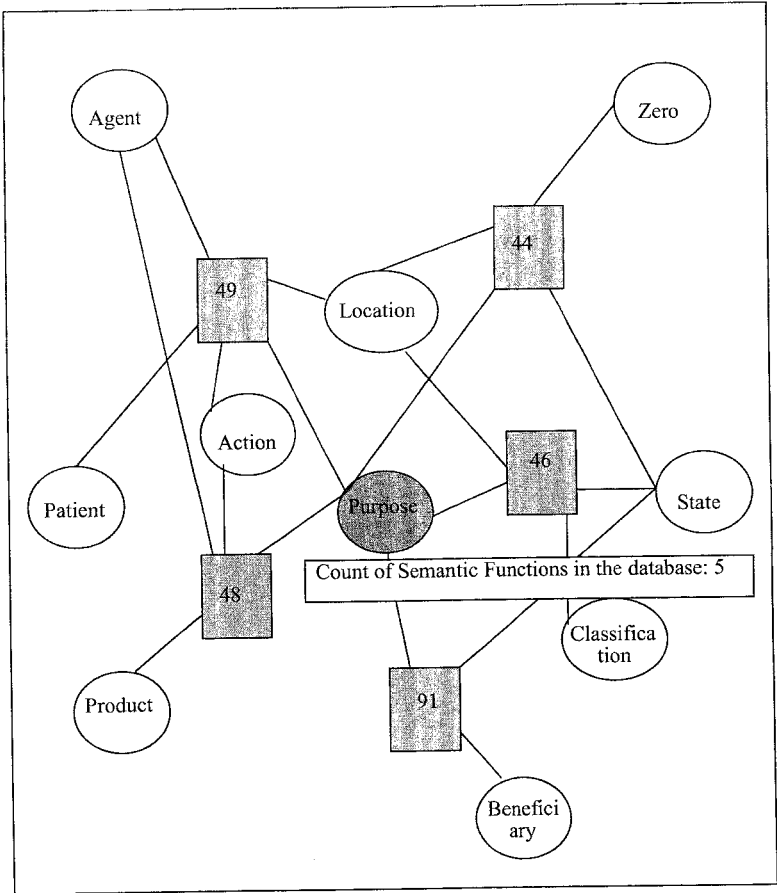 Agent
Zero
44
49
Location
Action
46
Patient
Purpose
State
Count of Semantic Functions in the database: 5
48
Classifica
tion
Product
91
Benefici
ary